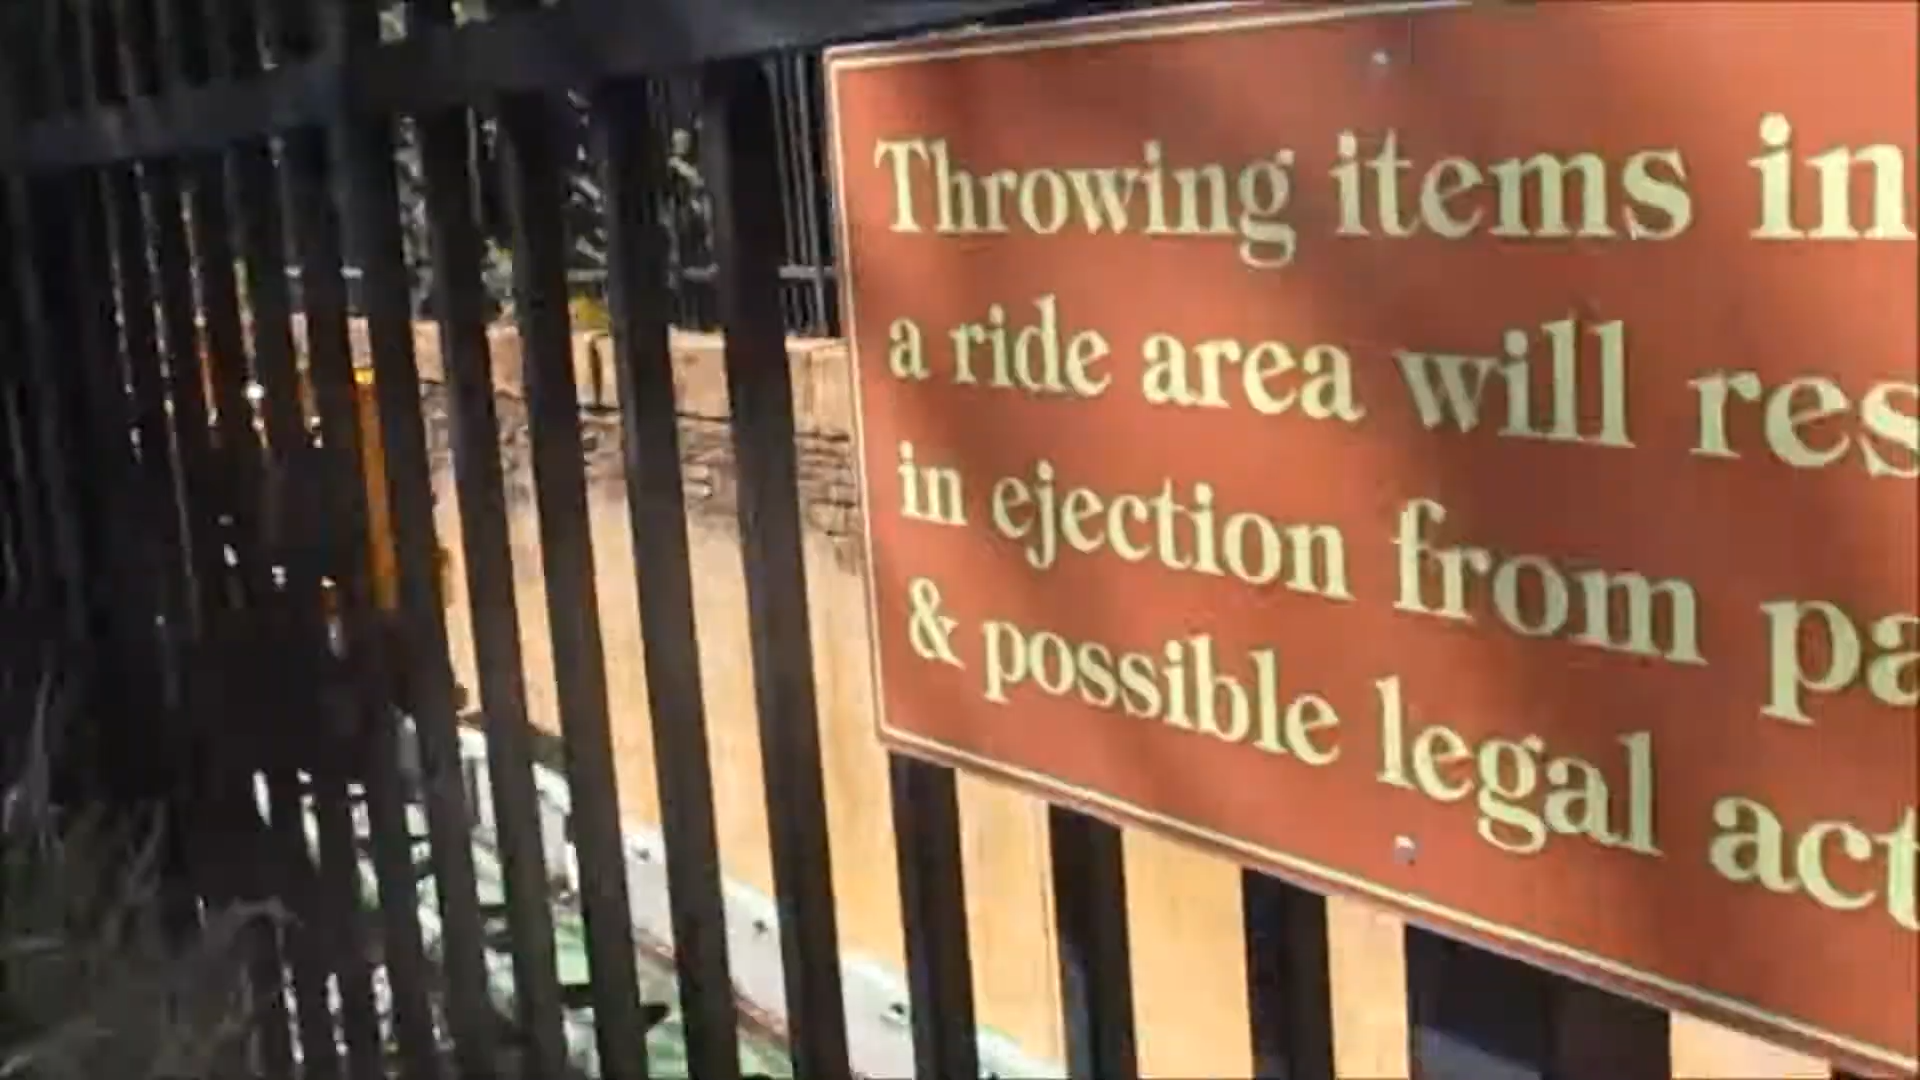 Throwing items in
a ride area will res
in ejection from pa
& possible legal act